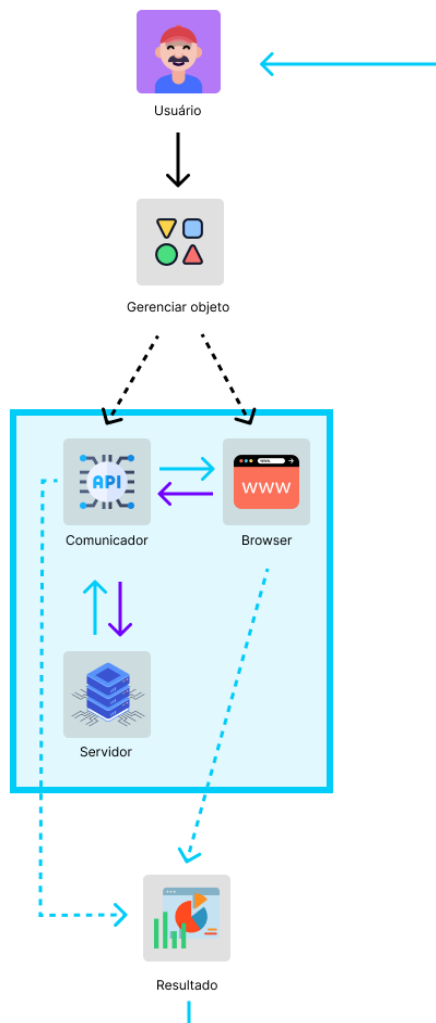 Usuário
Gerenciar objeto
API
WWW
Comunicador
Browser
Servidor
Resultado